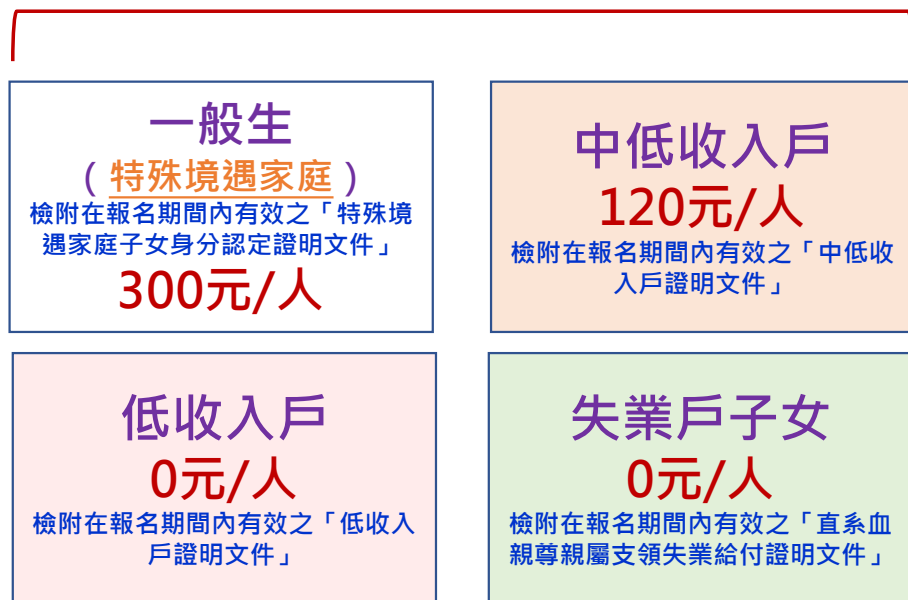 一般生
（特殊境遇家庭）
檢附在報名期間內有效之「特殊境
遇家庭子女身分認定證明文件」
300元/人
中低收入戶
120元/人
檢附在報名期間內有效之「中低收
入戶證明文件」
低收入戶
0元/人
檢附在報名期間內有效之「低收入
戶證明文件」
失業戶子女
0元/人
檢附在報名期間內有效之「直系血
親尊親屬支領失業給付證明文件」